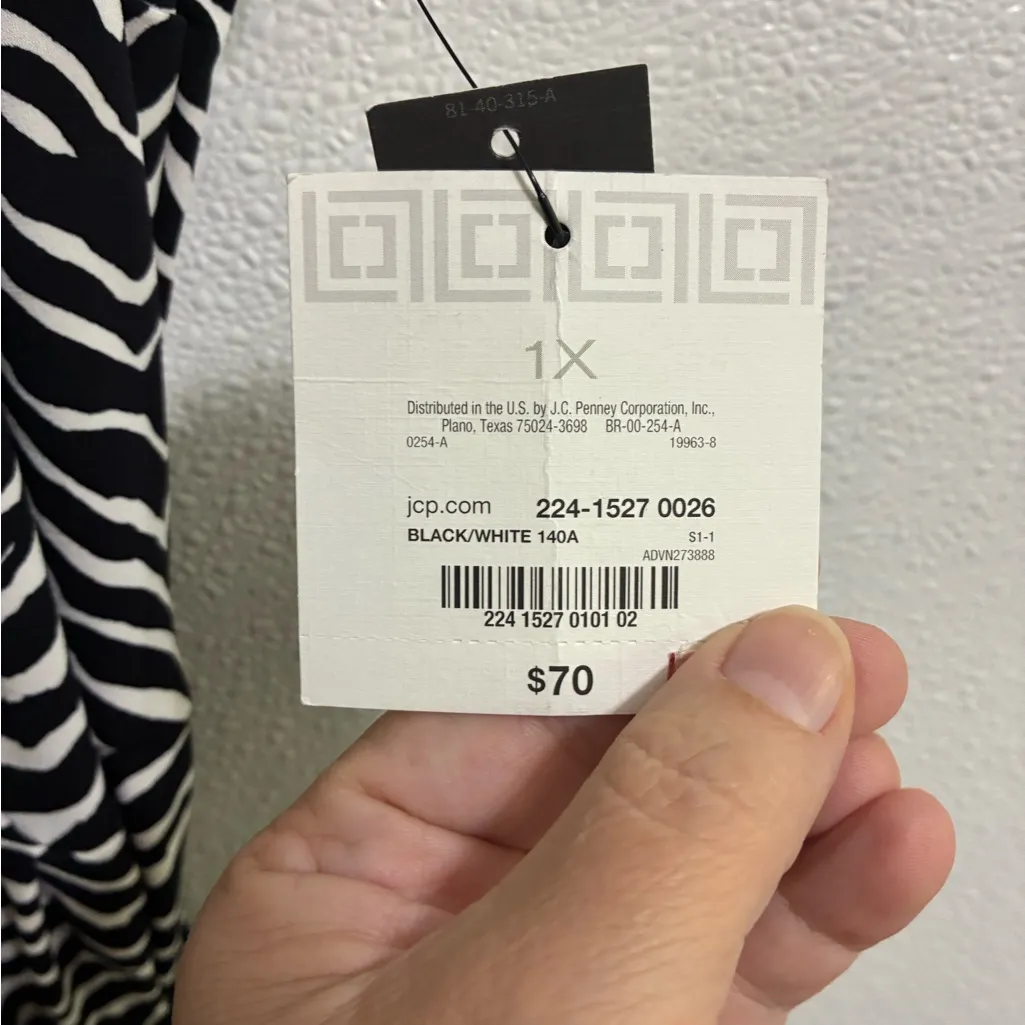 81-40-315-A
1X
Distributed in the U.S. by J.C. Penney Corporation, Inc.,
Plano, Texas 75024-3698 BR-00-254-A
0254-A 19963-8
jcp.com 224-1527 0026
BLACK/WHITE 140A S1-1
ADVN273888
224 1527 0101 02
$70